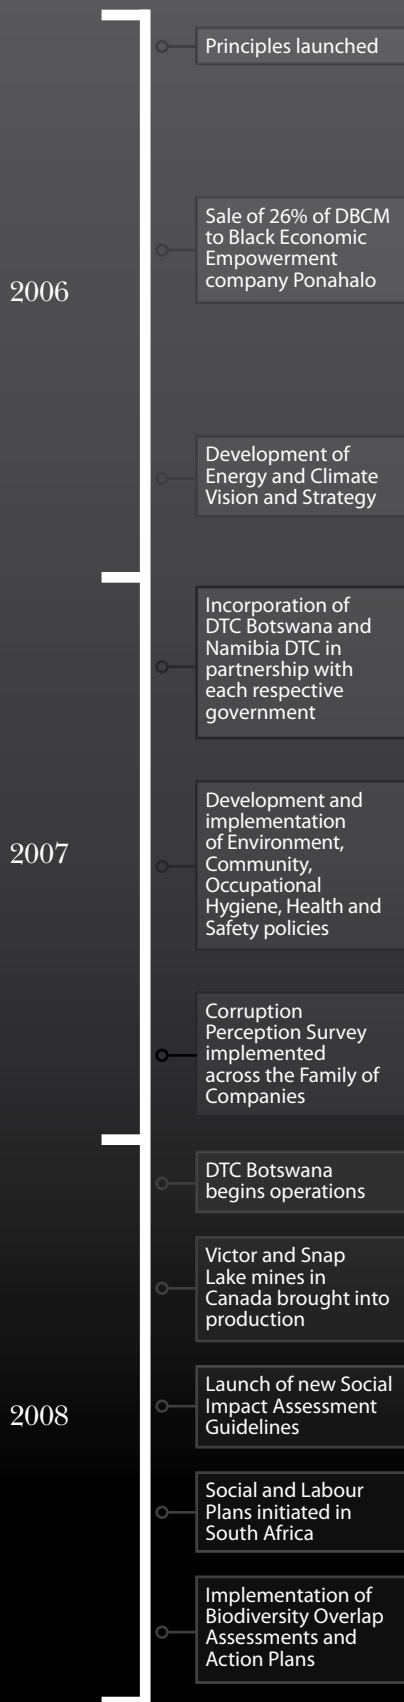 Principles launched
Sale of 26% of DBCM
to Black Economic
Empowerment
company Ponahalo
2006
Development of
Energy and Climate
Vision and Strategy
Incorporation of
DTC Botswana and
Namibia DTC in
partnership with
each respective
government
Development and
implementation
of Environment,
Community,
Occupational
Hygiene, Health and
Safety policies
2007
Corruption
Perception Survey
implemented
across the Family of
Companies
DTC Botswana
begins operations
Victor and Snap
Lake mines in
Canada brought into
production
Launch of new Social
Impact Assessment
Guidelines
2008
Social and Labour
Plans initiated in
South Africa
Implementation of
Biodiversity Overlap
Assessments and
Action Plans